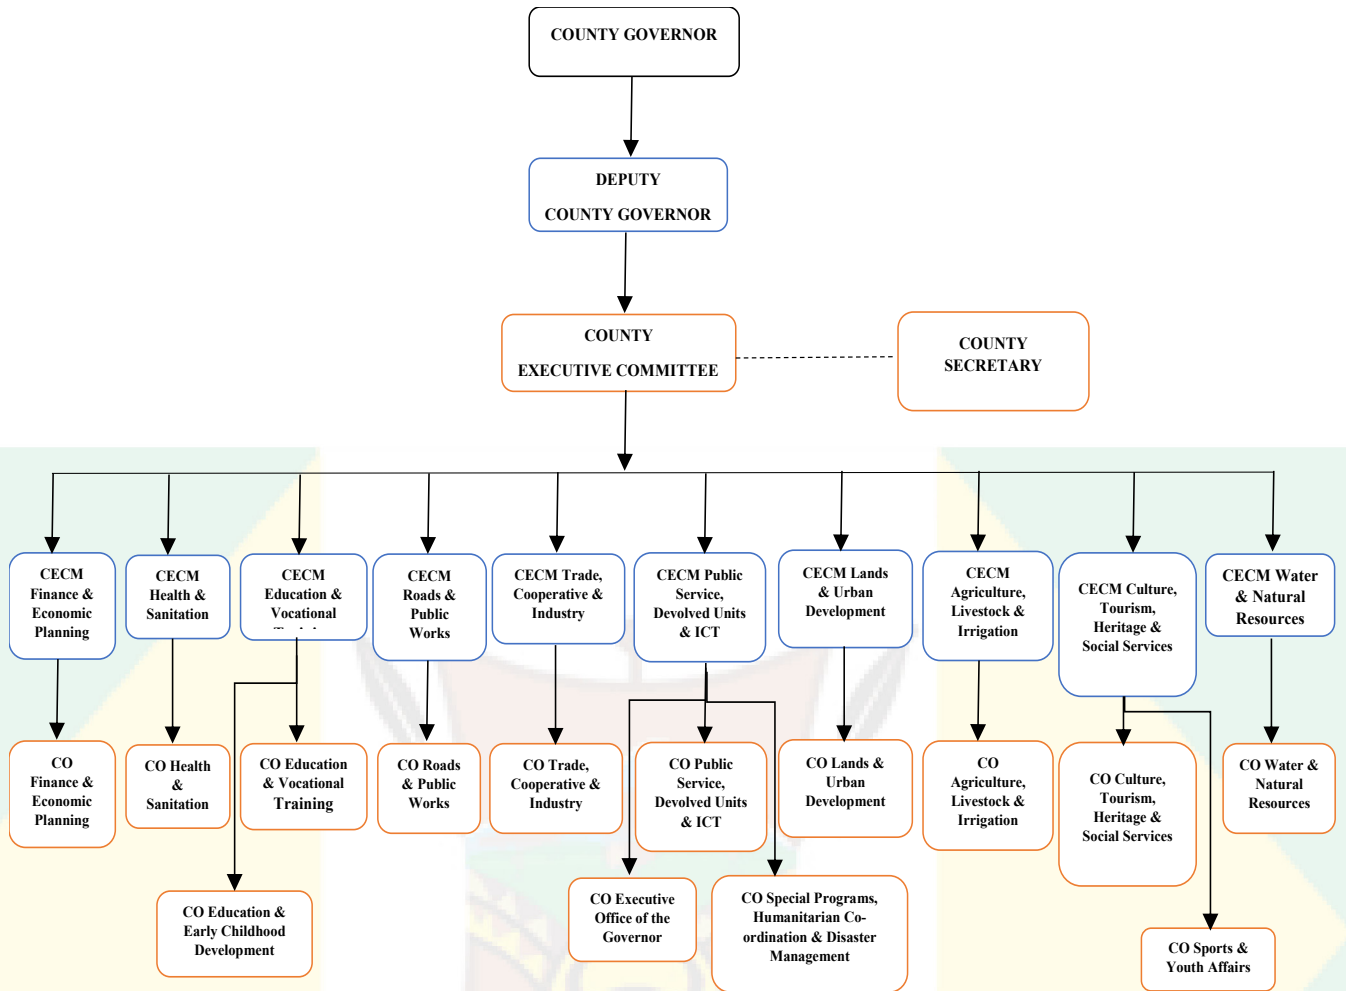 COUNTY GOVERNOR
DEPUTY
COUNTY GOVERNOR
COUNTY
EXECUTIVE COMMITTEE
COUNTY
SECRETARY
CECM
Finance &
Economic
Planning
CECM
Health &
Sanitation
CECM
Education &
Vocational
CECM
Roads &
Public
Works
CECM Trade,
Cooperative &
Industry
CECM Public
Service,
Devolved Units
& ICT
CECM Lands
& Urban
Development
CECM
Agriculture,
Livestock &
Irrigation
CECM Culture,
Tourism,
Heritage &
Social Services
CECM Water
& Natural
Resources
CO
Finance &
Economic
Planning
CO Health
&
Sanitation
CO Education
& Vocational
Training
CO Roads
& Public
Works
CO Trade,
Cooperative &
Industry
CO Public
Service,
Devolved Units
& ICT
CO Lands &
Urban
Development
CO
Agriculture,
Livestock &
Irrigation
CO Culture,
Tourism,
Heritage &
Social Services
CO Water &
Natural
Resources
CO Education &
Early Childhood
Development
CO Executive
Office of the
Governor
CO Special Programs,
Humanitarian Co-
ordination & Disaster
Management
CO Sports &
Youth Affairs